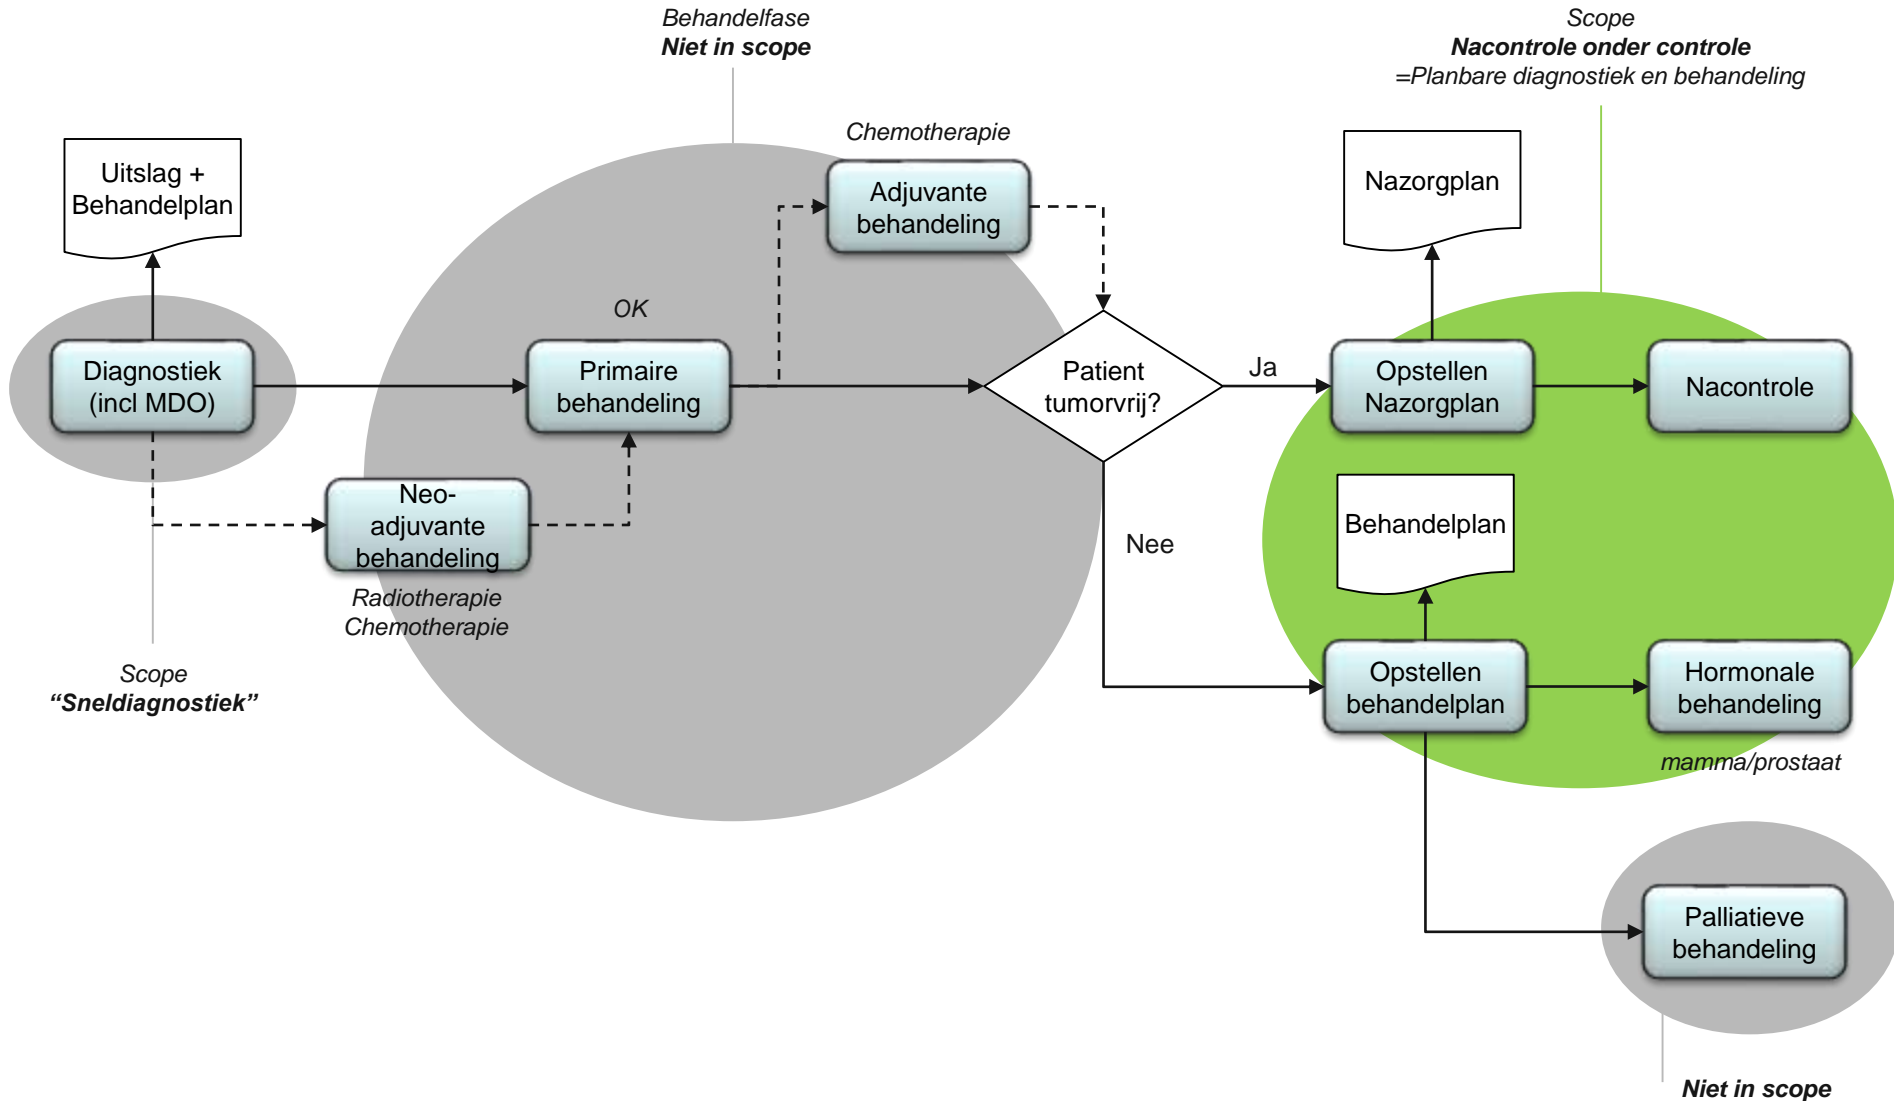 Behandelfase
Niet in scope
Scope
Nacontrole onder controle
=Planbare diagnostiek en behandeling
Uitslag +
Behandelplan
Chemotherapie
Adjuvante
behandeling
Nazorgplan
OK
Diagnostiek
(incl MDO)
Primaire
behandeling
Patient
tumorvrij?
Ja
Opstellen
Nazorgplan
Nacontrole
Neo-
adjuvante
behandeling
Radiotherapie
Chemotherapie
Nee
Behandelplan
Scope
“Sneldiagnostiek”
Opstellen
behandelplan
Hormonale
behandeling
mamma/prostaat
Palliatieve
behandeling
Niet in scope